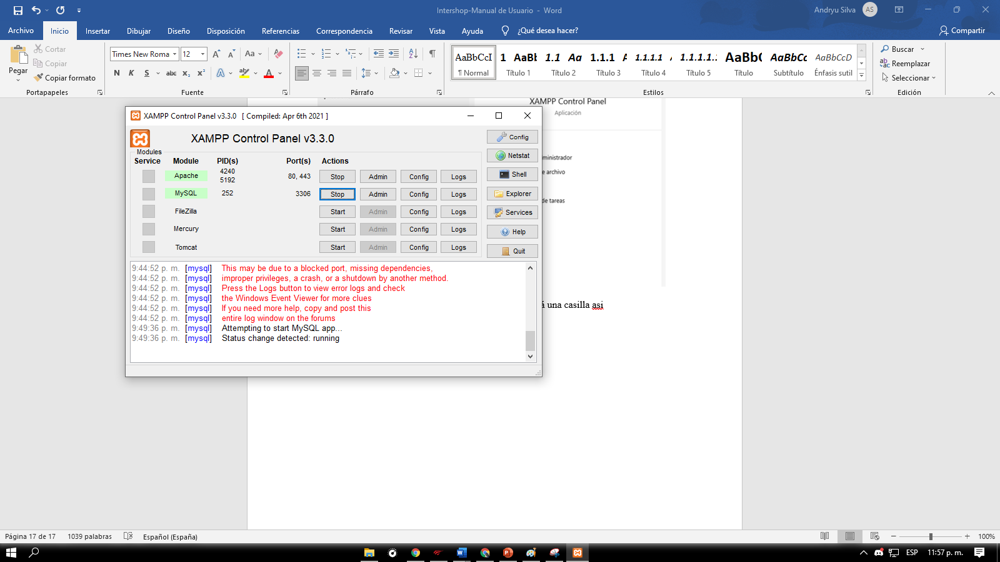 Intershop-Manual de Usuario - Word
Andryu Silva
AS
Archivo
Inicio
Insertar
Dibujar
Diseño
Disposición
Referencias
Correspondencia
Revisar
Vista
Ayuda
¿Qué desea hacer?
Compartir
Pegar
Cortar
Copiar
Copiar formato
Portapapeles
Times New Roma
12
Aa
N K S abc x₂ x²
A
Fuente
Párrafo
AaBbCcI
¶ Normal
1 AaBb
Título 1
1.1 Aa
Título 2
1.1.1 A
Título 3
1.1.1.1
Título 4
1.1.1.1.1.
Título 5
AaBb
Título
AaBbCc
Subtítulo
AaBbCcD
Énfasis sutil
Estilos
Buscar
Reemplazar
Seleccionar
Edición
XAMPP Control Panel
Aplicación
ministrador
e archivo
de tareas
á una casilla asi
XAMPP Control Panel v3.3.0 [ Compiled: Apr 6th 2021 ]
XAMPP Control Panel v3.3.0
Modules
Service Module PID(s) Port(s) Actions
Apache 4240 5192 80, 443 Stop Admin Config Logs
MySQL 252 3306 Stop Admin Config Logs
FileZilla Start Admin Config Logs
Mercury Start Admin Config Logs
Tomcat Start Admin Config Logs
Config
Netstat
Shell
Explorer
Services
Help
Quit
9:44:52 p. m. [mysql] This may be due to a blocked port, missing dependencies,
9:44:52 p. m. [mysql] improper privileges, a crash, or a shutdown by another method.
9:44:52 p. m. [mysql] Press the Logs button to view error logs and check
9:44:52 p. m. [mysql] the Windows Event Viewer for more clues
9:44:52 p. m. [mysql] If you need more help, copy and post this
9:44:52 p. m. [mysql] entire log window on the forums
9:49:36 p. m. [mysql] Attempting to start MySQL app...
9:49:36 p. m. [mysql] Status change detected: running
Página 17 de 17
1039 palabras
Español (España)
100%
ESP
11:57 p. m.